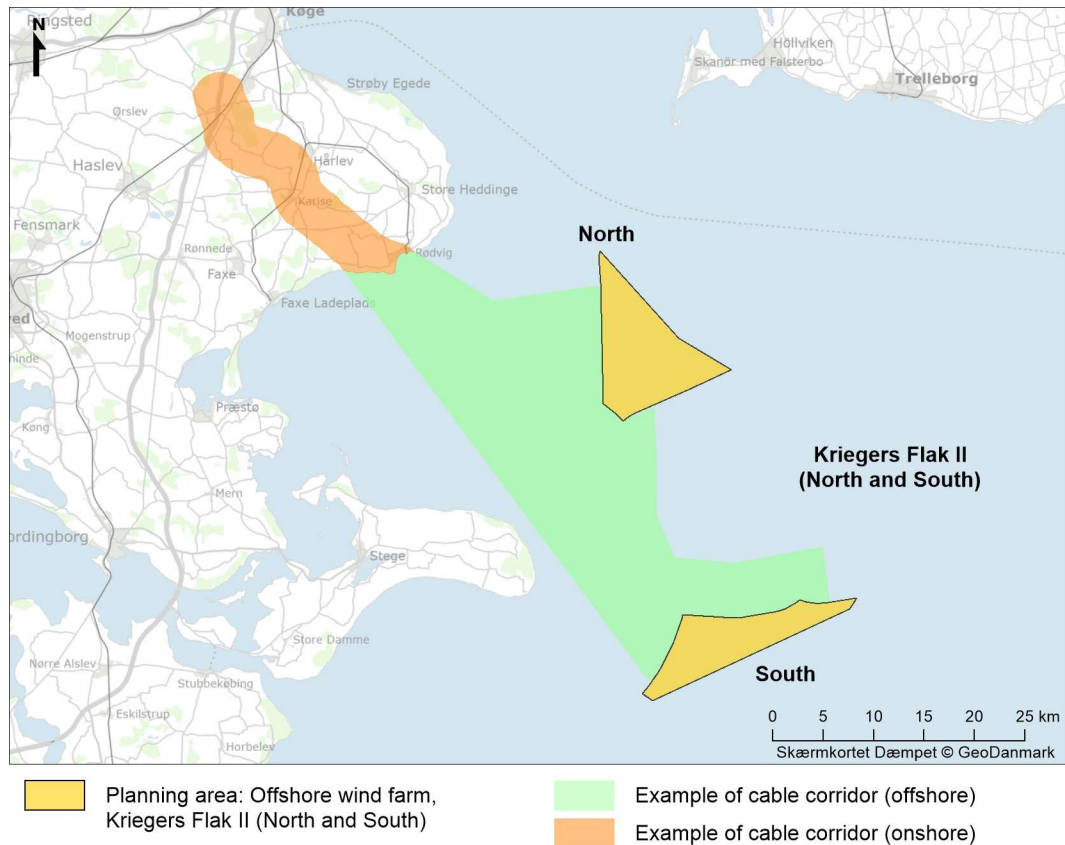 Ringsted
N
Køge
Höllviken
Skanör med Falsterbo
Trelleborg
Strøby Egede
Ørslev
Hårlev
Haslev
Store Heddinge
Karise
Fensmark
Rønnede
Rødvig
North
Faxe
Faxe Ladeplads
ved
Mogenstrup
ninde
Præstø
Køng
Kriegers Flak II
(North and South)
Mern
ordingborg
Stege
Store Damme
Nørre Alslev
Stubbekøbing
South
Eskilstrup
Horbelev
0 5 10 15 20 25 km
Skærmkortet Dæmpet © GeoDanmark
Planning area: Offshore wind farm,
Kriegers Flak II (North and South)
Example of cable corridor (offshore)
Example of cable corridor (onshore)